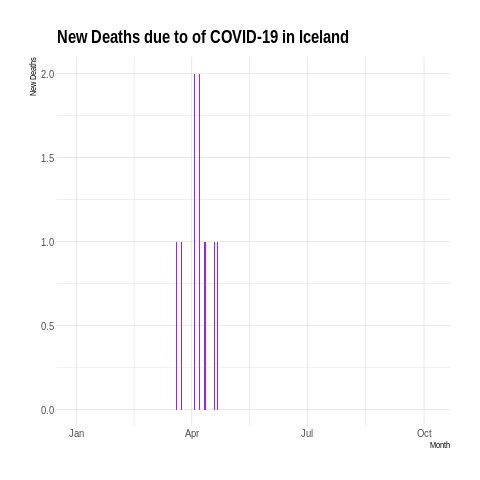 New Deaths due to of COVID-19 in Iceland
New Deaths
2.0
1.5
1.0
0.5
0.0
Jan Apr Jul Oct
Month